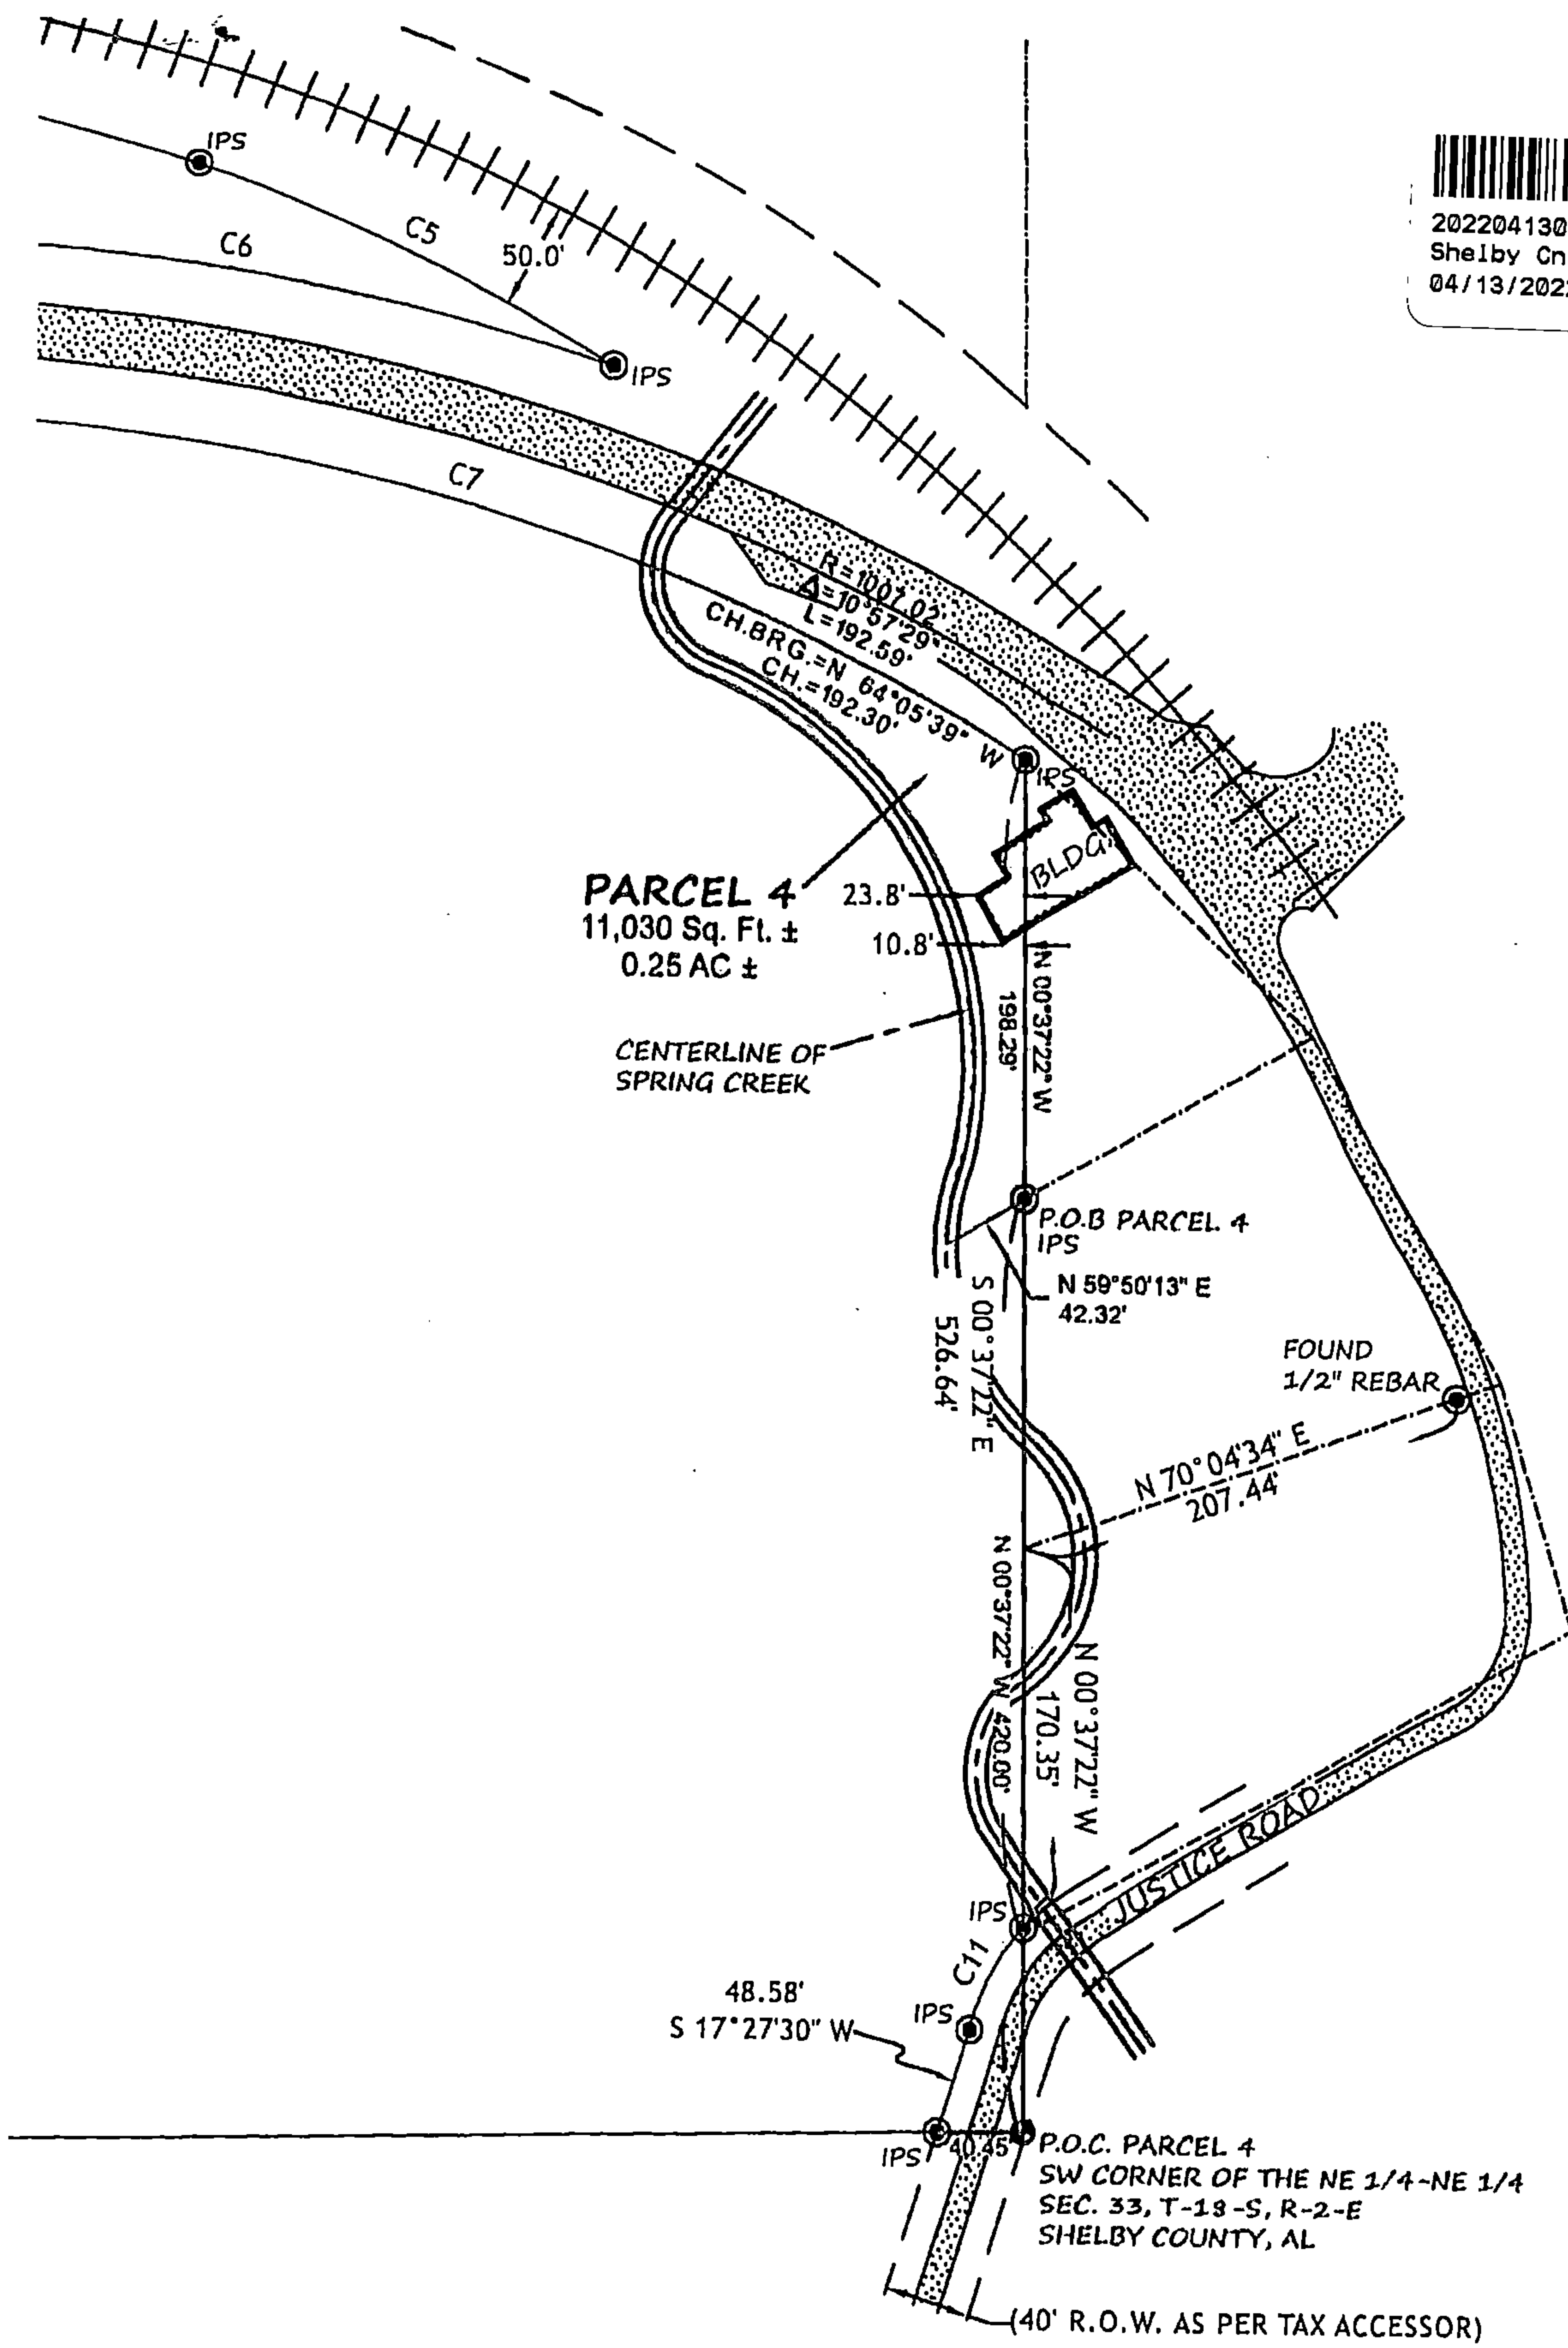 IPS
C5
C6
50.0'
IPS
C7
202204130
Shelby Cn
04/13/202
R=1007.02'
Δ=10°57'29"
L=192.59'
CH.BRG.=N 64°05'39" W
CH.=192.30'
IPS
BLDG.
PARCEL 4
11,030 Sq. Ft. ±
0.25 AC ±
23.8'
10.8'
N 00°37'22" W
198.29'
CENTERLINE OF
SPRING CREEK
P.O.B PARCEL 4
IPS
N 59°50'13" E
42.32'
S 00°37'22" E
526.64'
FOUND
1/2" REBAR
N 70°04'34" E
207.44'
N 00°37'22" W 420.00'
N 00°37'22" W
170.35'
JUSTICE ROAD
IPS
C11
48.58'
S 17°27'30" W
IPS
IPS
40.45'
P.O.C. PARCEL 4
SW CORNER OF THE NE 1/4-NE 1/4
SEC. 33, T-18-S, R-2-E
SHELBY COUNTY, AL
(40' R.O.W. AS PER TAX ACCESSOR)